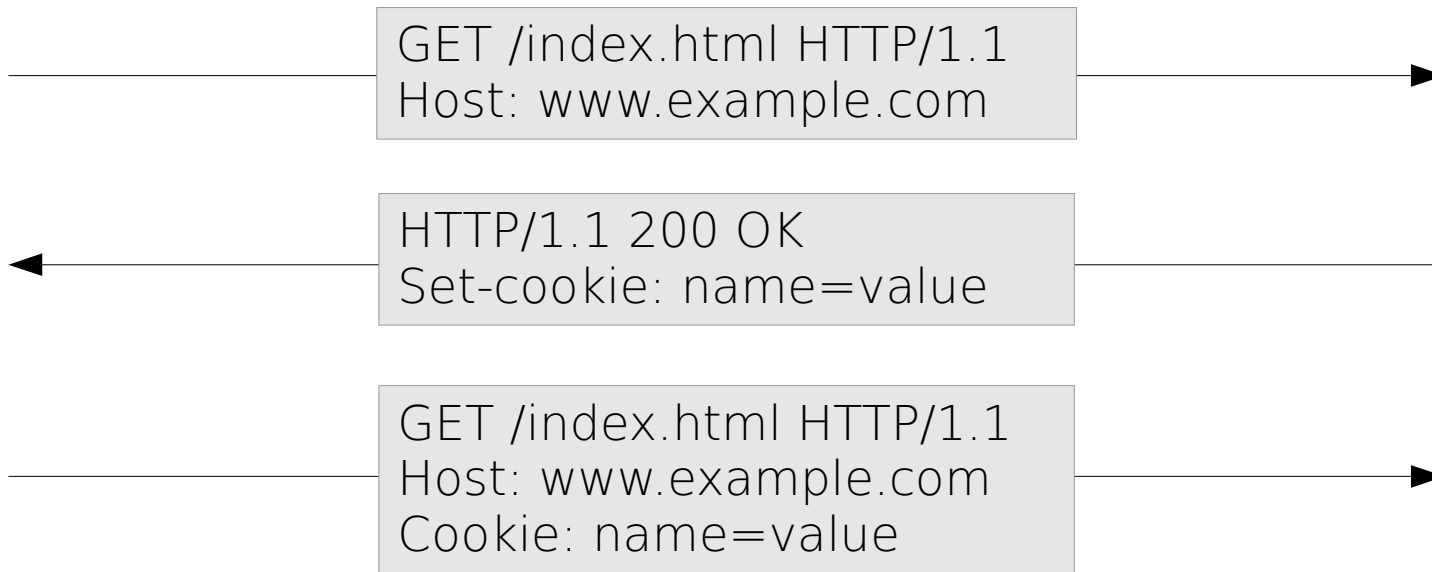 GET /index.html HTTP/1.1
Host: www.example.com
HTTP/1.1 200 OK
Set-cookie: name=value
GET /index.html HTTP/1.1
Host: www.example.com
Cookie: name=value